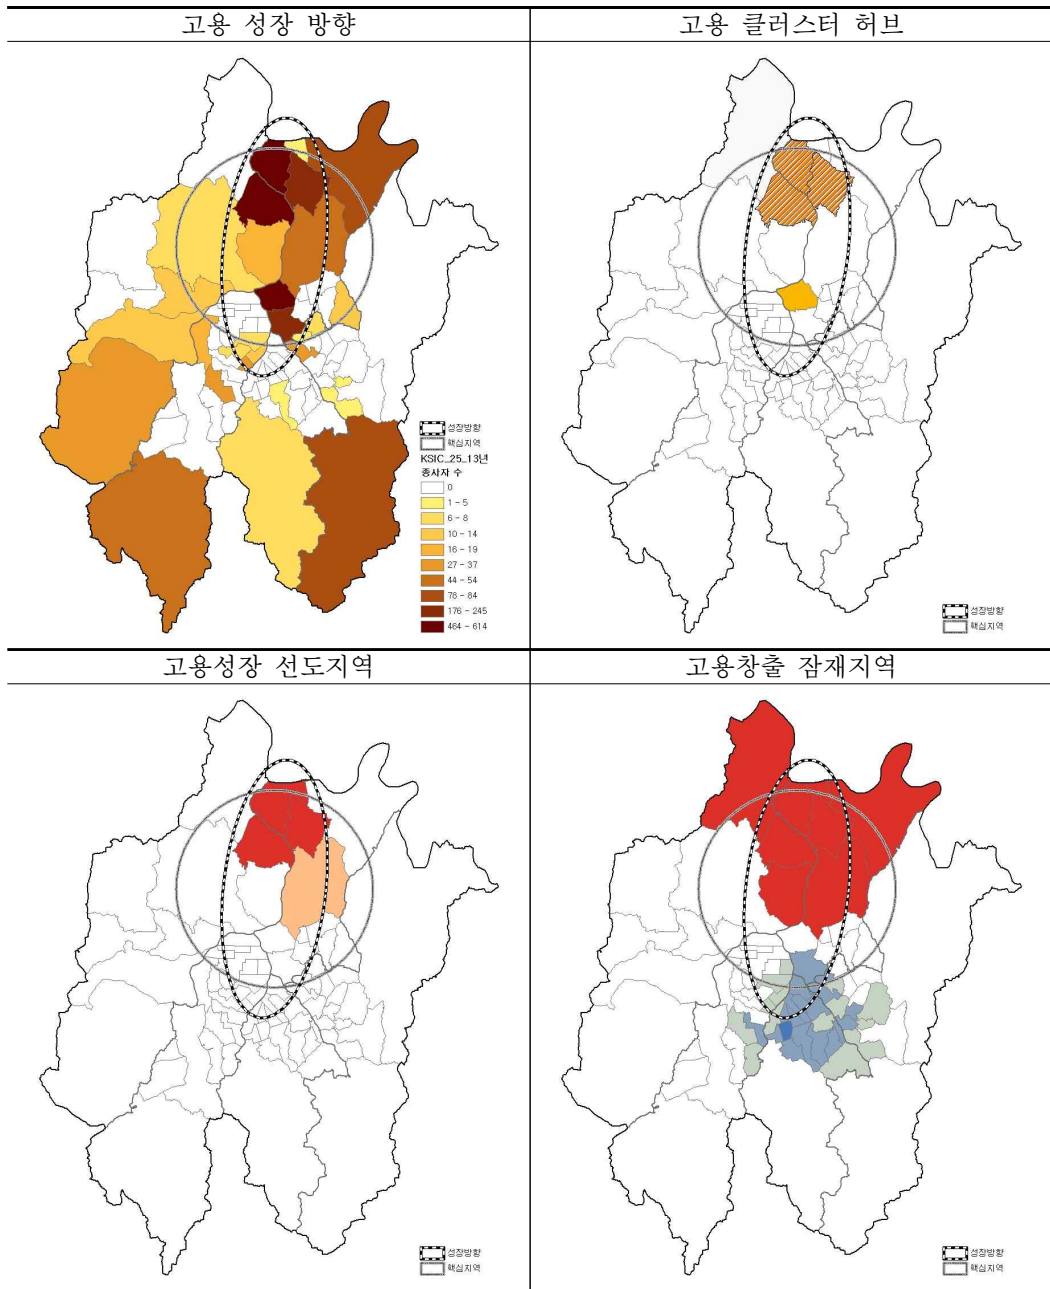 고용 성장 방향
고용 클러스터 허브
성장방향
핵심지역
KSIC_25_13년
종사자 수
0
1 - 5
6 - 8
10 - 14
16 - 19
27 - 37
44 - 54
78 - 84
176 - 245
464 - 614
성장방향
핵심지역
고용성장 선도지역
고용창출 잠재지역
성장방향
핵심지역
성장방향
핵심지역